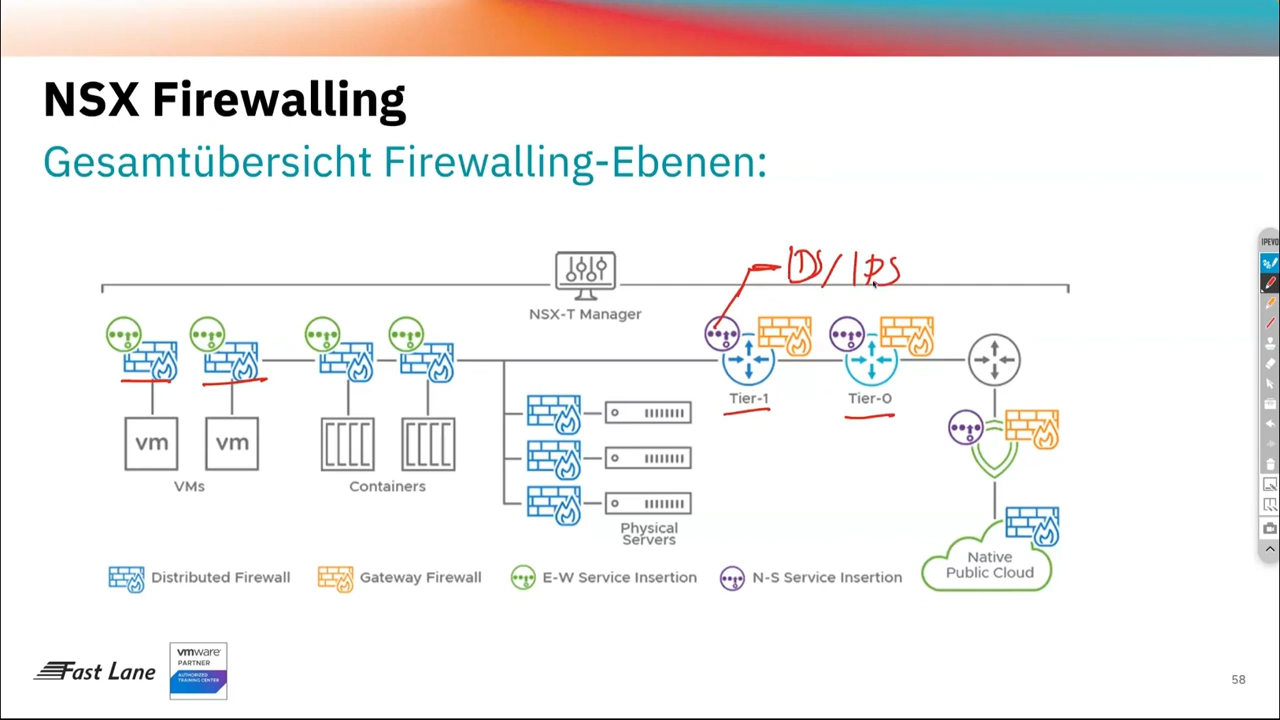 NSX Firewalling
Gesamtübersicht Firewalling-Ebenen:
IDS/IPS
NSX-T Manager
Tier-1
Tier-0
vm
vm
VMs
Containers
Physical
Servers
Native
Public Cloud
Distributed Firewall
Gateway Firewall
E-W Service Insertion
N-S Service Insertion
Fast Lane
vmware
PARTNER
AUTHORIZED
TRAINING CENTER
58
IPEVO